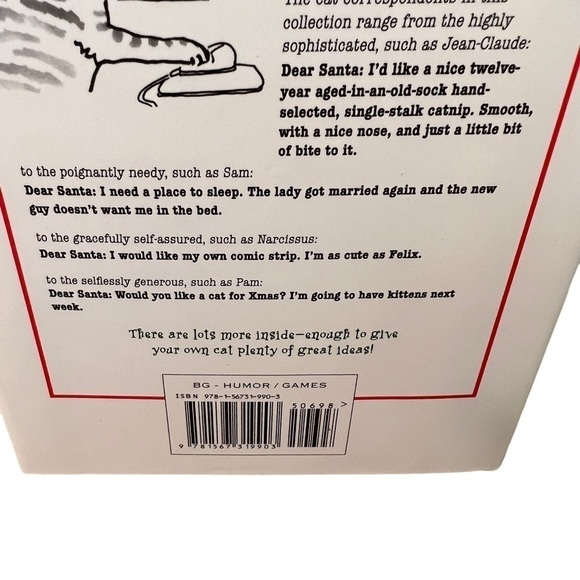 The cat correspondents in this
collection range from the highly
sophisticated, such as Jean-Claude:
Dear Santa: I'd like a nice twelve-
year aged-in-an-old-sock hand-
selected, single-stalk catnip. Smooth,
with a nice nose, and just a little bit
of bite to it.
to the poignantly needy, such as Sam:
Dear Santa: I need a place to sleep. The lady got married again and the new
guy doesn't want me in the bed.
to the gracefully self-assured, such as Narcissus:
Dear Santa: I would like my own comic strip. I'm as cute as Felix.
to the selflessly generous, such as Pam:
Dear Santa: Would you like a cat for Xmas? I'm going to have kittens next
week.
There are lots more inside—enough to give
your own cat plenty of great ideas!
BG - HUMOR / GAMES
ISBN 978-1-56731-990-3
50698 >
9 781567 319903